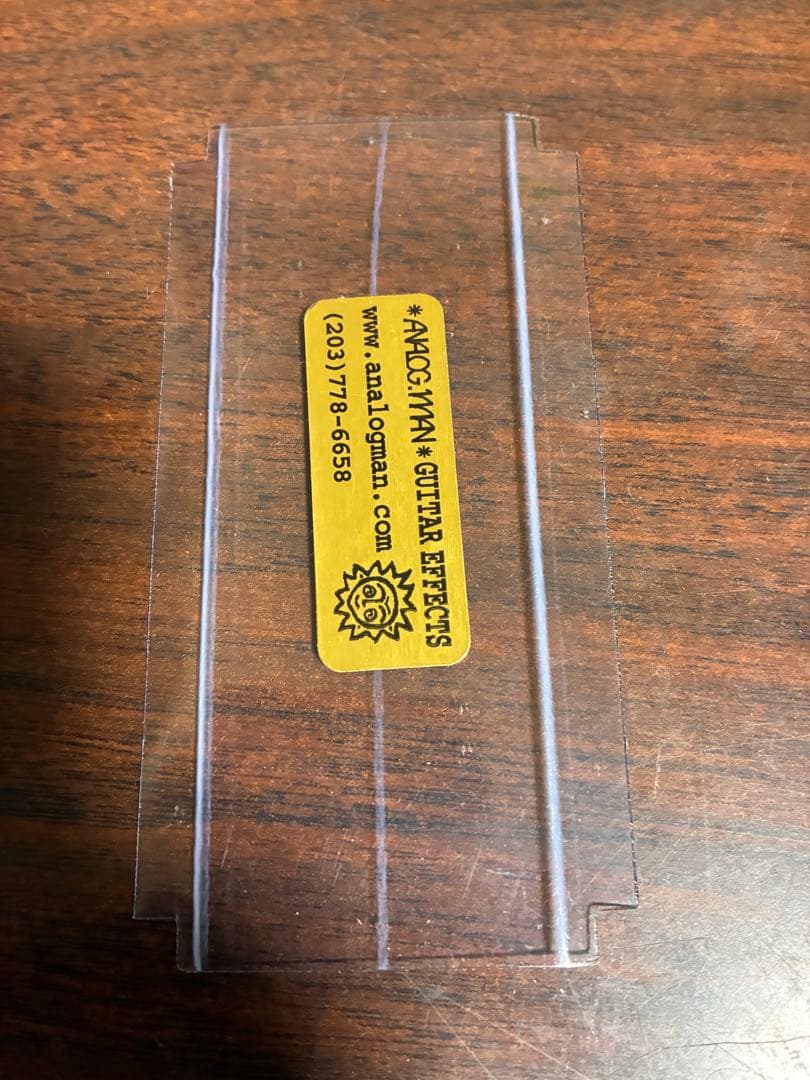 *ANALOG.MAN*GUITAR EFFECTS
www.analogman.com
(203)778-6658